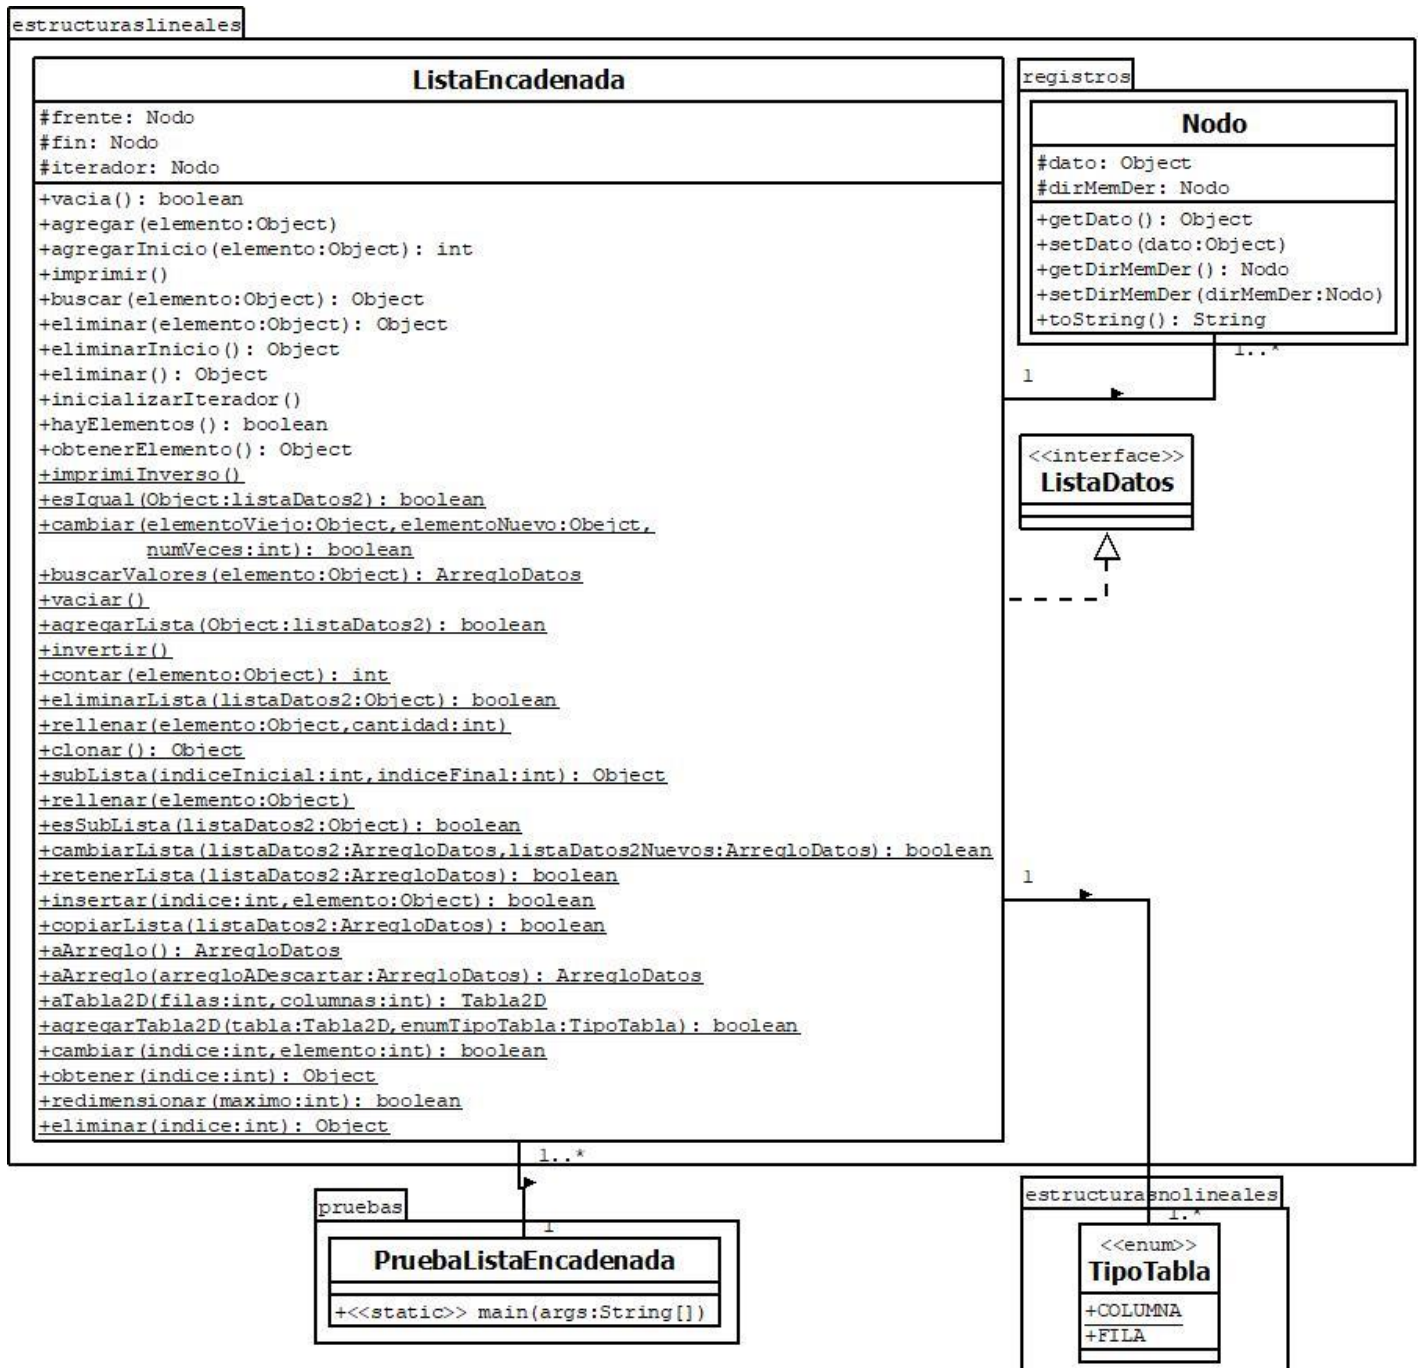 estructuraslineales
ListaEncadenada
#frente: Nodo
#fin: Nodo
#iterador: Nodo
+vacia(): boolean
+agregar(elemento:Object)
+agregarInicio(elemento:Object): int
+imprimir()
+buscar(elemento:Object): Object
+eliminar(elemento:Object): Object
+eliminarInicio(): Object
+eliminar(): Object
+inicializarIterador()
+hayElementos(): boolean
+obtenerElemento(): Object
+imprimiInverso()
+esIgual(Object:listaDatos2): boolean
+cambiar(elementoViejo:Object,elementoNuevo:Obejct,
numVeces:int): boolean
+buscarValores(elemento:Object): ArregloDatos
+vaciar()
+agregarLista(Object:listaDatos2): boolean
+invertir()
+contar(elemento:Object): int
+eliminarLista(listaDatos2:Object): boolean
+rellenar(elemento:Object,cantidad:int)
+clonar(): Object
+subLista(indiceInicial:int,indiceFinal:int): Object
+rellenar(elemento:Object)
+esSubLista(listaDatos2:Object): boolean
+cambiarLista(listaDatos2:ArregloDatos,listaDatos2Nuevos:ArregloDatos): boolean
+retenerLista(listaDatos2:ArregloDatos): boolean
+insertar(indice:int,elemento:Object): boolean
+copiarLista(listaDatos2:ArregloDatos): boolean
+aArreglo(): ArregloDatos
+aArreglo(arregloADescartar:ArregloDatos): ArregloDatos
+aTabla2D(filas:int,columnas:int): Tabla2D
+agregarTabla2D(tabla:Tabla2D,enumTipoTabla:TipoTabla): boolean
+cambiar(indice:int,elemento:int): boolean
+obtener(indice:int): Object
+redimensionar(maximo:int): boolean
+eliminar(indice:int): Object
registros
Nodo
#dato: Object
#dirMemDer: Nodo
+getDato(): Object
+setDato(dato:Object)
+getDirMemDer(): Nodo
+setDirMemDer(dirMemDer:Nodo)
+toString(): String
1..*
1
<<interface>>
ListaDatos
1
1..*
pruebas
1
PruebaListaEncadenada
+<<static>> main(args:String[])
estructurasnolineales
1.*
<<enum>>
TipoTabla
+COLUMNA
+FILA